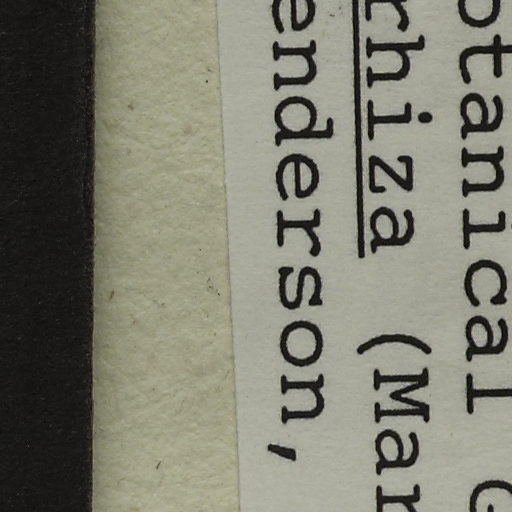 otanical G
rhiza (Mar
enderson,